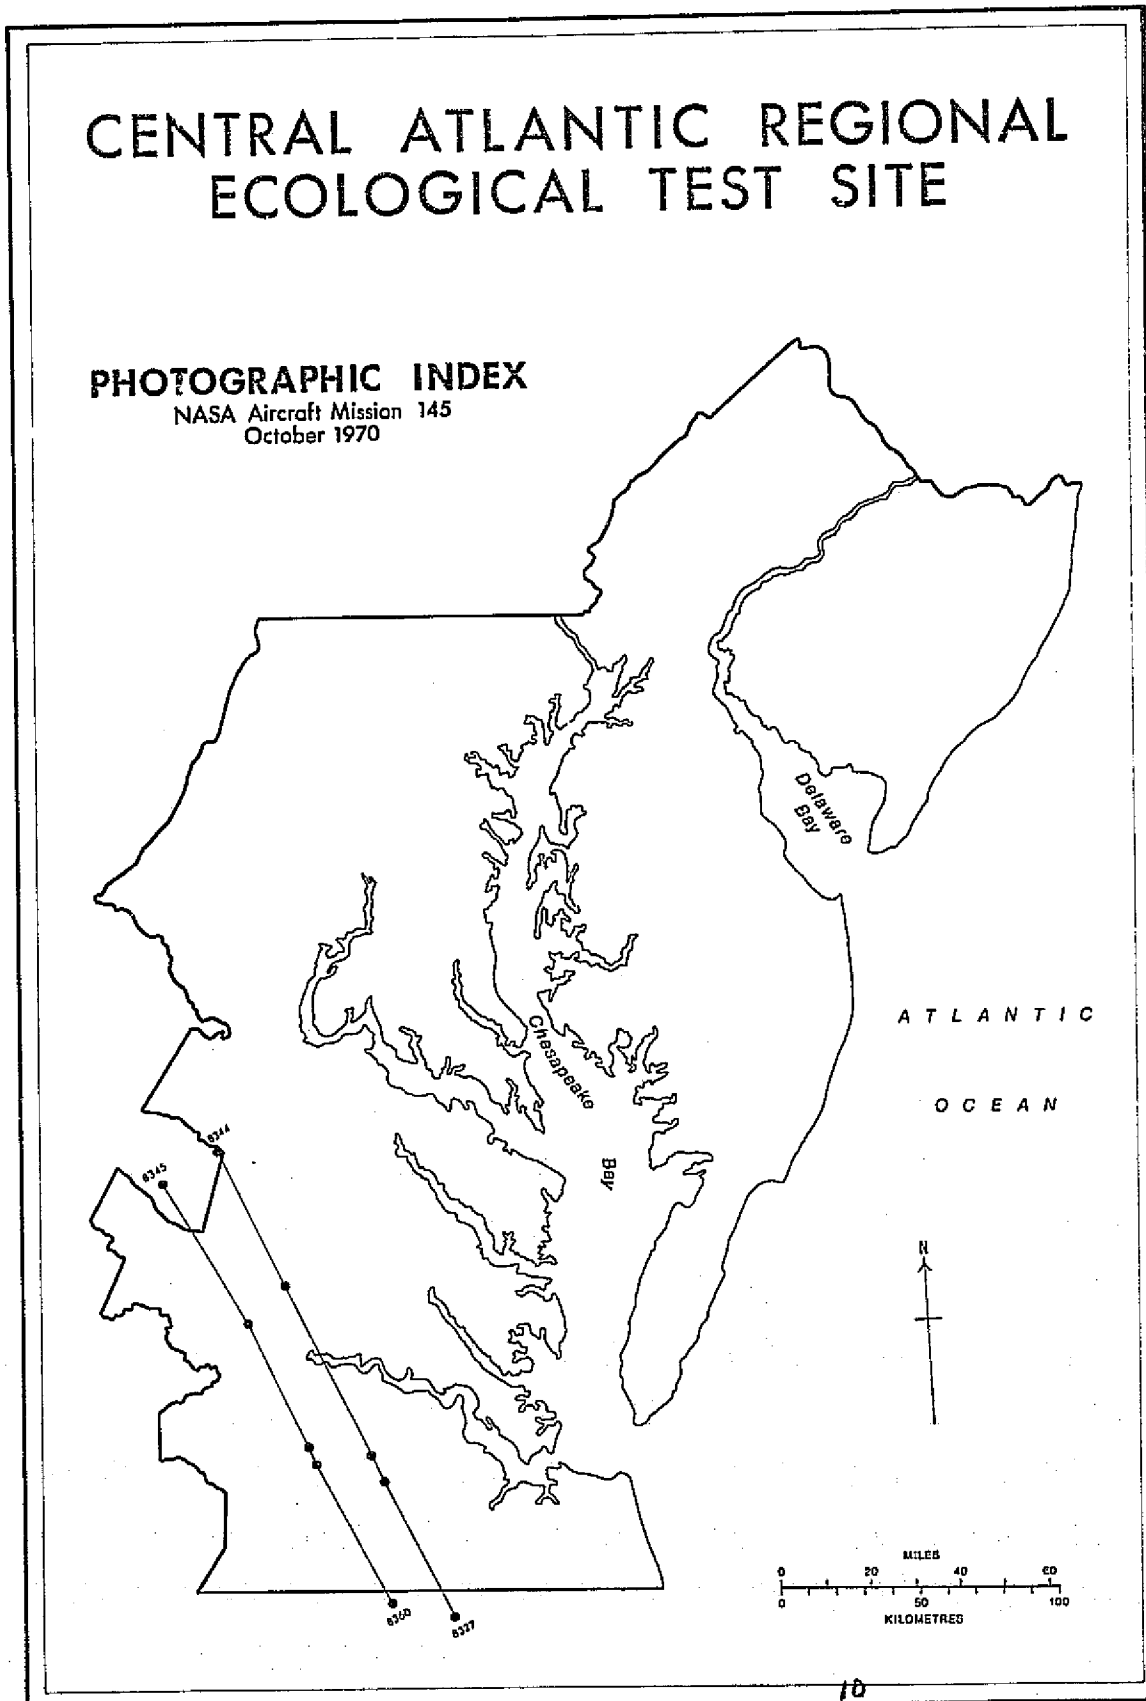 CENTRAL ATLANTIC REGIONAL
ECOLOGICAL TEST SITE
PHOTOGRAPHIC INDEX
NASA Aircraft Mission 145
October 1970
Delaware
Bay
Chesapeake
Bay
ATLANTIC
OCEAN
8344
8345
N
MILES
0 20 40 60
0 50 100
KILOMETRES
8360
8327
10